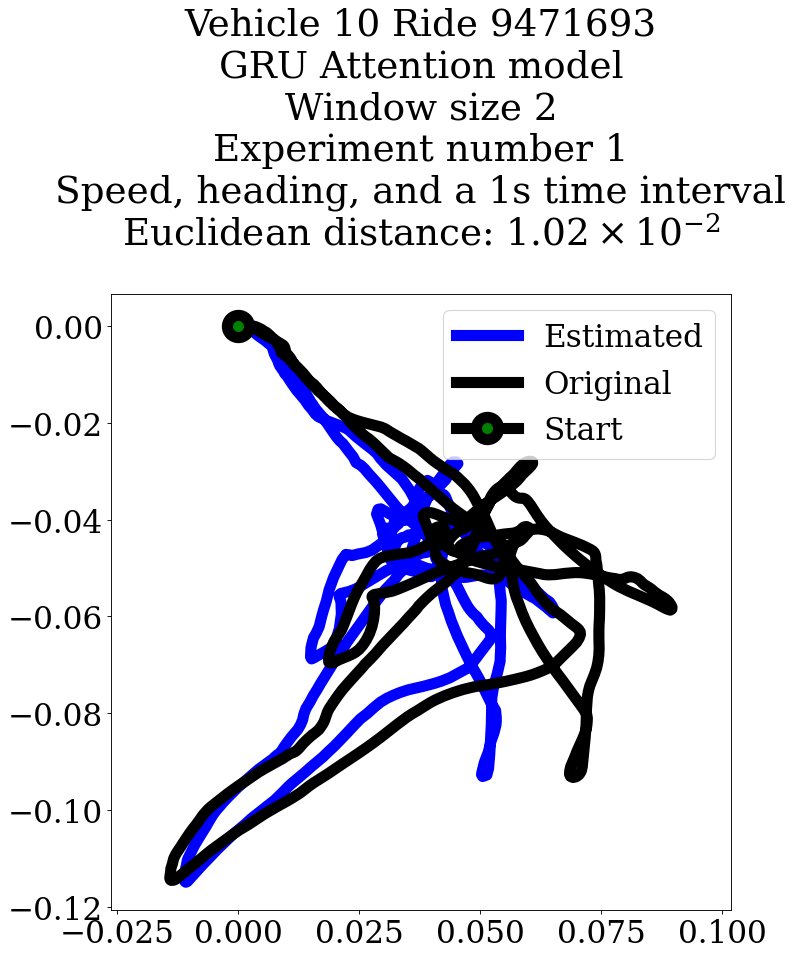 Vehicle 10 Ride 9471693
GRU Attention model
Window size 2
Experiment number 1
Speed, heading, and a 1s time interval
Euclidean distance: 1.02 × 10⁻²
Estimated
Original
Start
0.00
−0.02
−0.04
−0.06
−0.08
−0.10
−0.12
−0.025 0.000 0.025 0.050 0.075 0.100